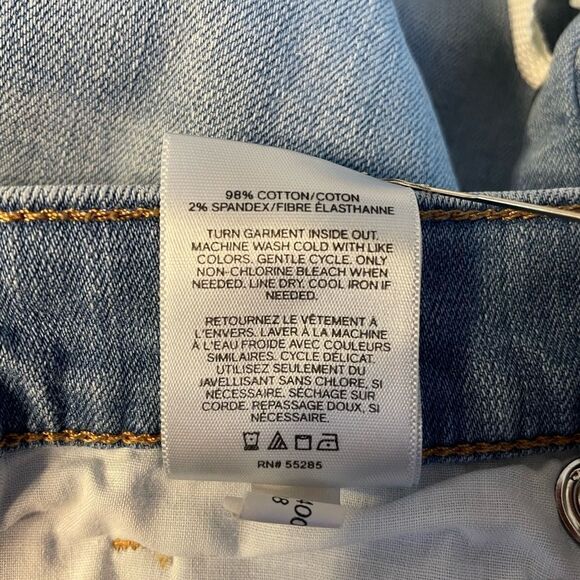 98% COTTON/COTON
2% SPANDEX/FIBRE ÉLASTHANNE
TURN GARMENT INSIDE OUT,
MACHINE WASH COLD WITH LIKE
COLORS. GENTLE CYCLE. ONLY
NON-CHLORINE BLEACH WHEN
NEEDED. LINE DRY. COOL IRON IF
NEEDED.
RETOURNEZ LE VÊTEMENT À
L'ENVERS. LAVER À LA MACHINE
À L'EAU FROIDE AVEC COULEURS
SIMILAIRES. CYCLE DÉLICAT.
UTILISEZ SEULEMENT DU
JAVELLISANT SANS CHLORE, SI
NÉCESSAIRE. SÉCHAGE SUR
CORDE. REPASSAGE DOUX, SI
NÉCESSAIRE.
RN# 55285